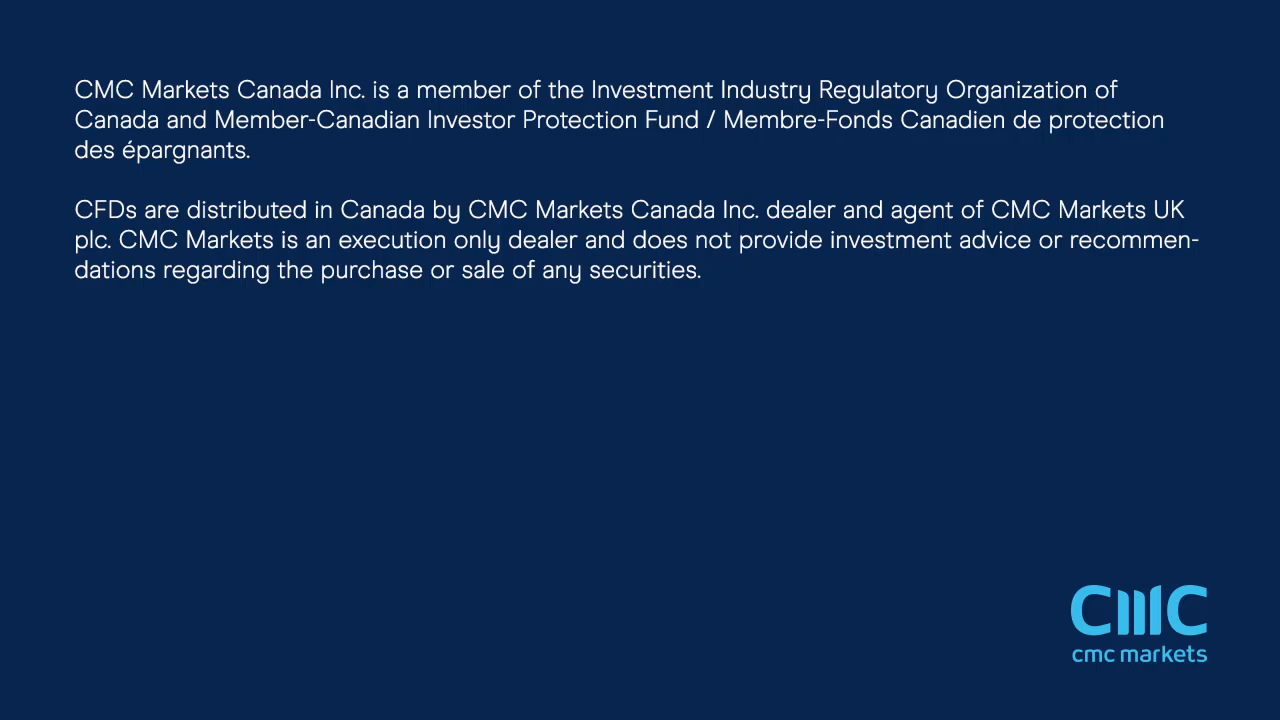 CMC Markets Canada Inc. is a member of the Investment Industry Regulatory Organization of
Canada and Member-Canadian Investor Protection Fund / Membre-Fonds Canadien de protection
des épargnants.
CFDs are distributed in Canada by CMC Markets Canada Inc. dealer and agent of CMC Markets UK
plc. CMC Markets is an execution only dealer and does not provide investment advice or recommen-
dations regarding the purchase or sale of any securities.
CMC
cmc markets